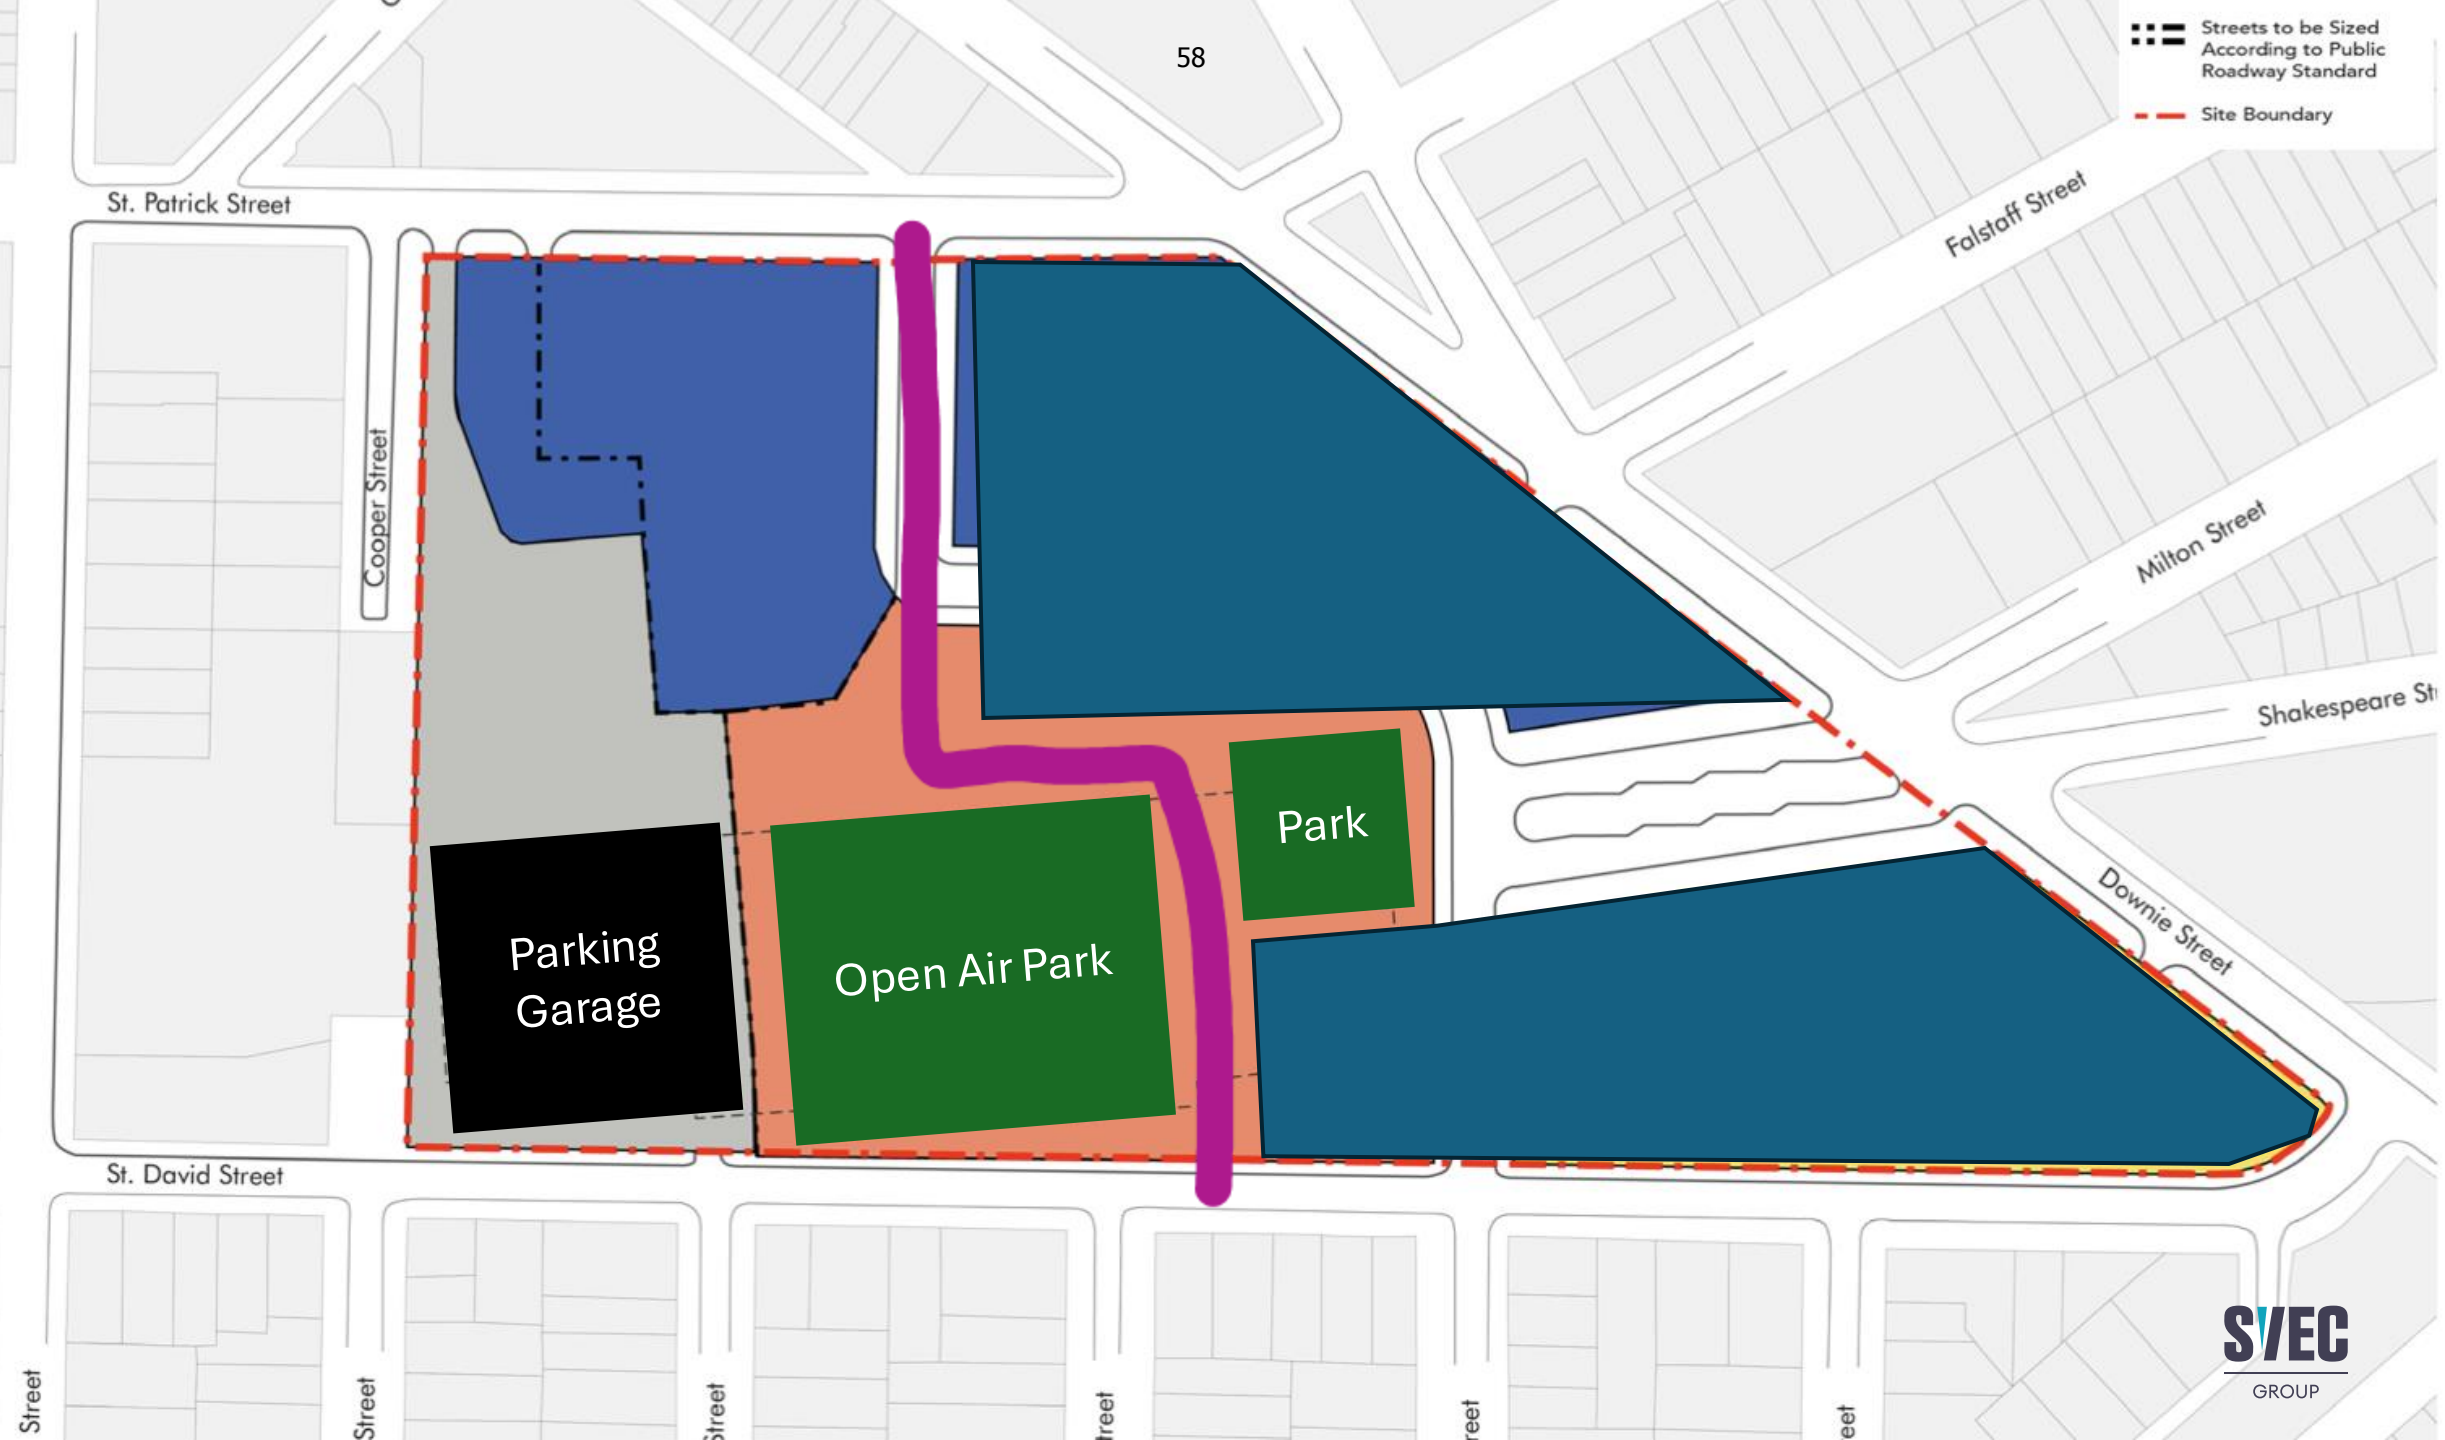 58
Streets to be Sized
According to Public
Roadway Standard
Site Boundary
St. Patrick Street
Falstaff Street
Cooper Street
Milton Street
Shakespeare
Park
Downie Street
Parking
Garage
Open Air Park
St. David Street
Street
Street
Street
SVEC
GROUP